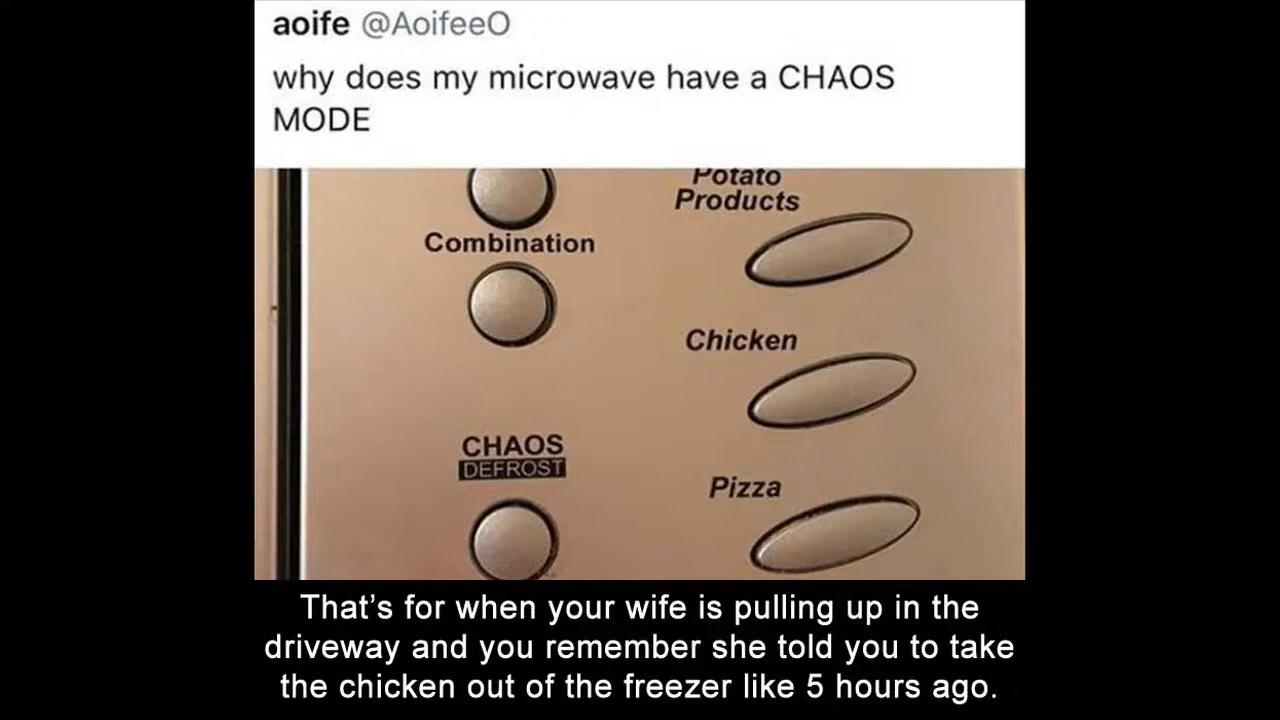 aoife @AoifeeO
why does my microwave have a CHAOS
MODE
Potato
Products
Combination
Chicken
CHAOS
DEFROST
Pizza
That’s for when your wife is pulling up in the
driveway and you remember she told you to take
the chicken out of the freezer like 5 hours ago.